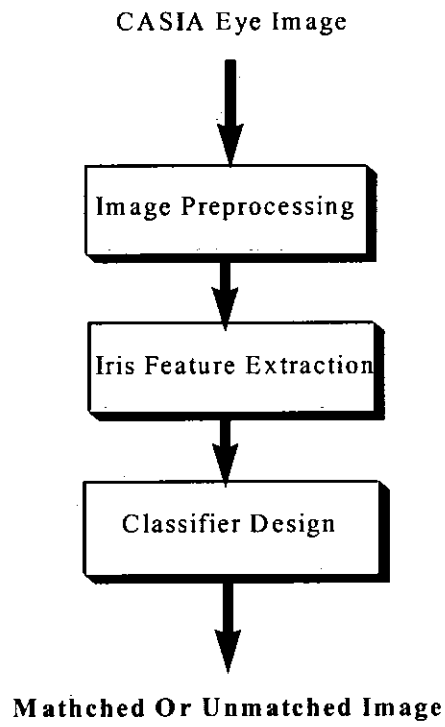 CASIA Eye Image
Image Preprocessing
Iris Feature Extraction
Classifier Design
Mathched Or Unmatched Image